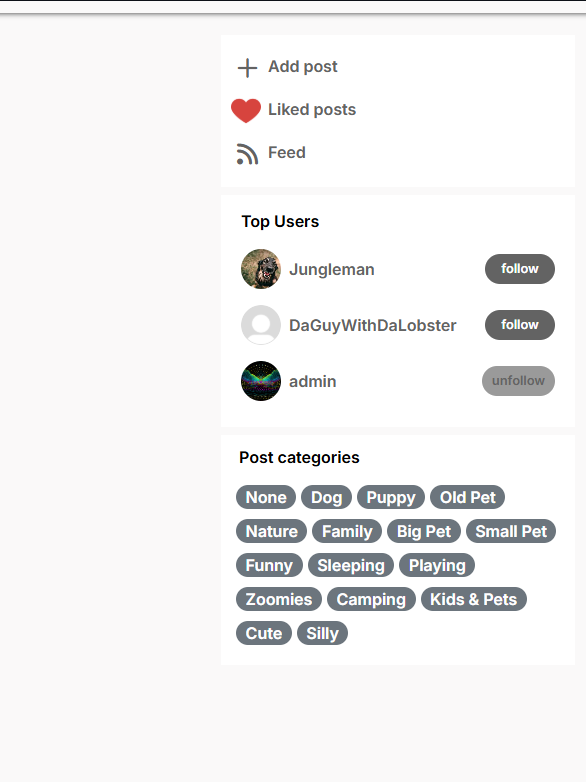 Add post
Liked posts
Feed
Top Users
Jungleman follow
DaGuyWithDaLobster follow
admin unfollow
Post categories
None Dog Puppy Old Pet
Nature Family Big Pet Small Pet
Funny Sleeping Playing
Zoomies Camping Kids & Pets
Cute Silly